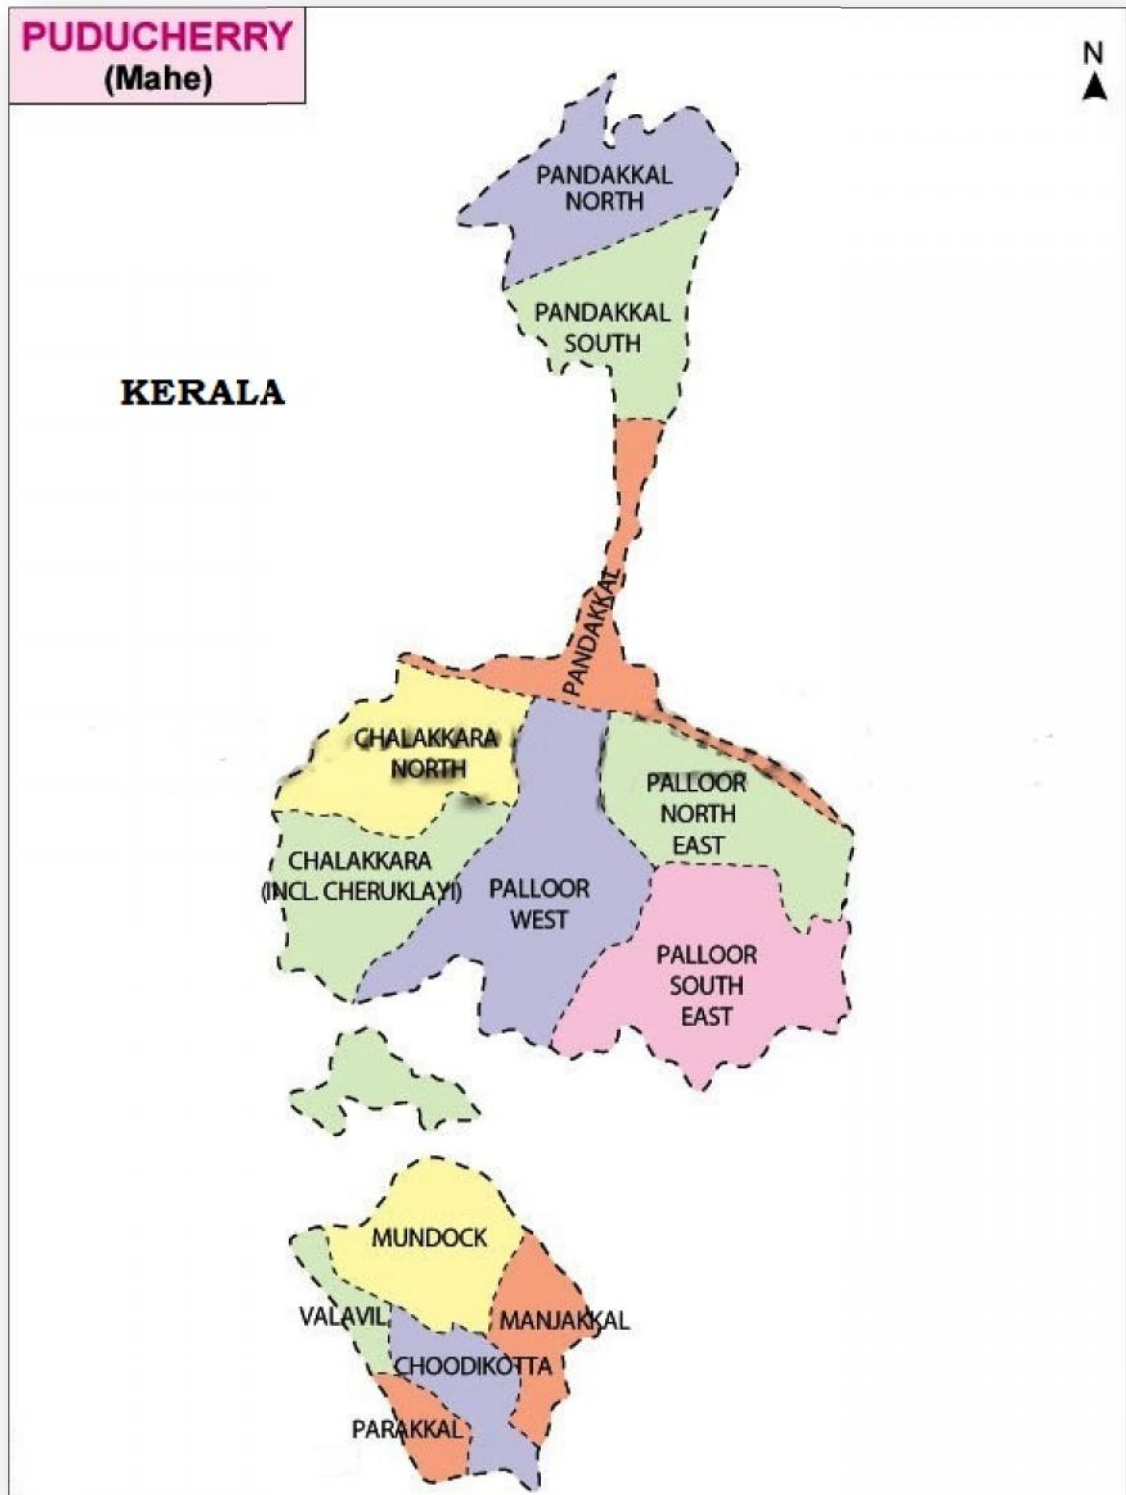 PUDUCHERRY
(Mahe)
N
PANDAKKAL
NORTH
PANDAKKAL
SOUTH
KERALA
PANDAKKAL
CHALAKKARA
NORTH
PALLOOR
NORTH
EAST
CHALAKKARA
(INCL. CHERUKLAYI)
PALLOOR
WEST
PALLOOR
SOUTH
EAST
MUNDOCK
VALAVIL
MANJAKKAL
CHOODIKOTTA
PARAKKAL